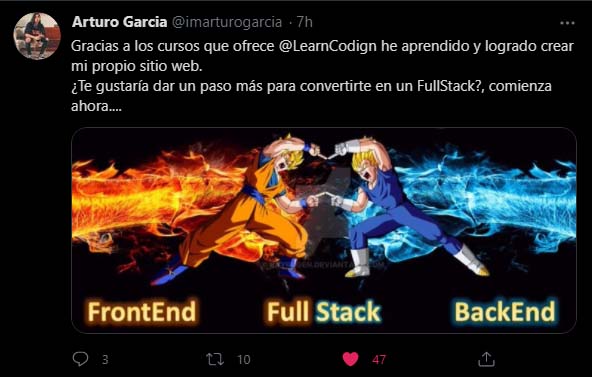 Arturo Garcia @imarturogarcia · 7h
Gracias a los cursos que ofrece @LearnCodign he aprendido y logrado crear
mi propio sitio web.
¿Te gustaría dar un paso más para convertirte en un FullStack?, comienza
ahora....
FrontEnd
Full Stack
BackEnd
3
10
47